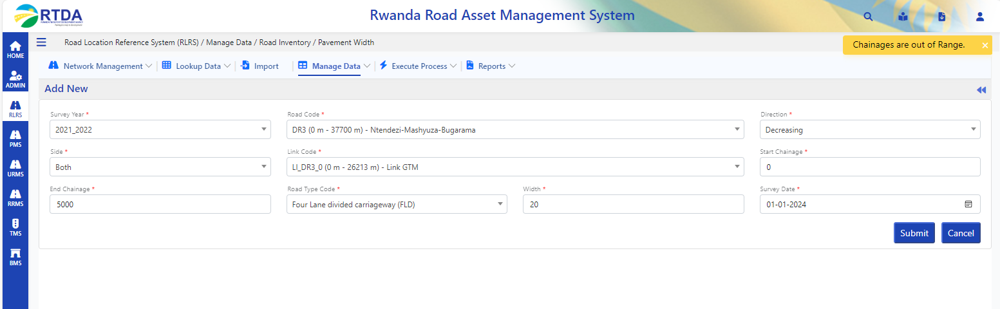 RTDA
Rwanda Road Asset Management System
HOME
ADMIN
RLRS
PMS
URMS
RRMS
TMS
BMS
Road Location Reference System (RLRS) / Manage Data / Road Inventory / Pavement Width
Chainages are out of Range. ×
Network Management | Lookup Data | Import | Manage Data | Execute Process | Reports
Add New
Survey Year * Road Code * Direction *
2021_2022 DR3 (0 m - 37700 m) - Ntendezi-Mashyuza-Bugarama Decreasing
Side * Link Code * Start Chainage *
Both LI_DR3_0 (0 m - 26213 m) - Link GTM 0
End Chainage * Road Type Code * Width * Survey Date *
5000 Four Lane divided carriageway (FLD) 20 01-01-2024
Submit Cancel